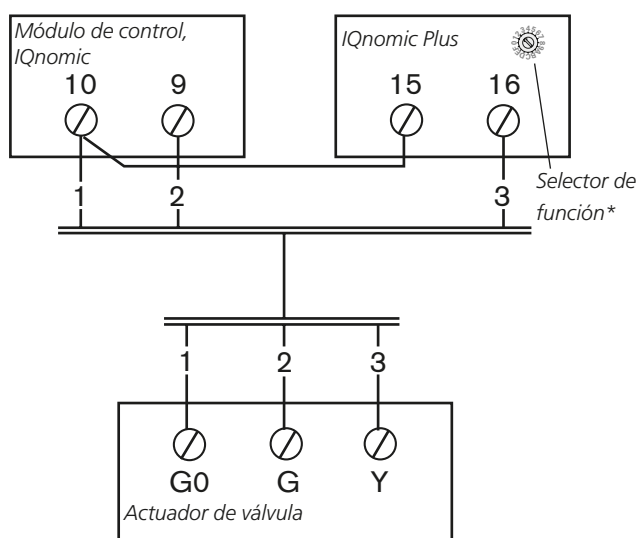 Módulo de control,
IQnomic
10 9
IQnomic Plus
0123456789ABCDEF
15 16
Selector de
función*
1 2 3
1 2 3
G0 G Y
Actuador de válvula